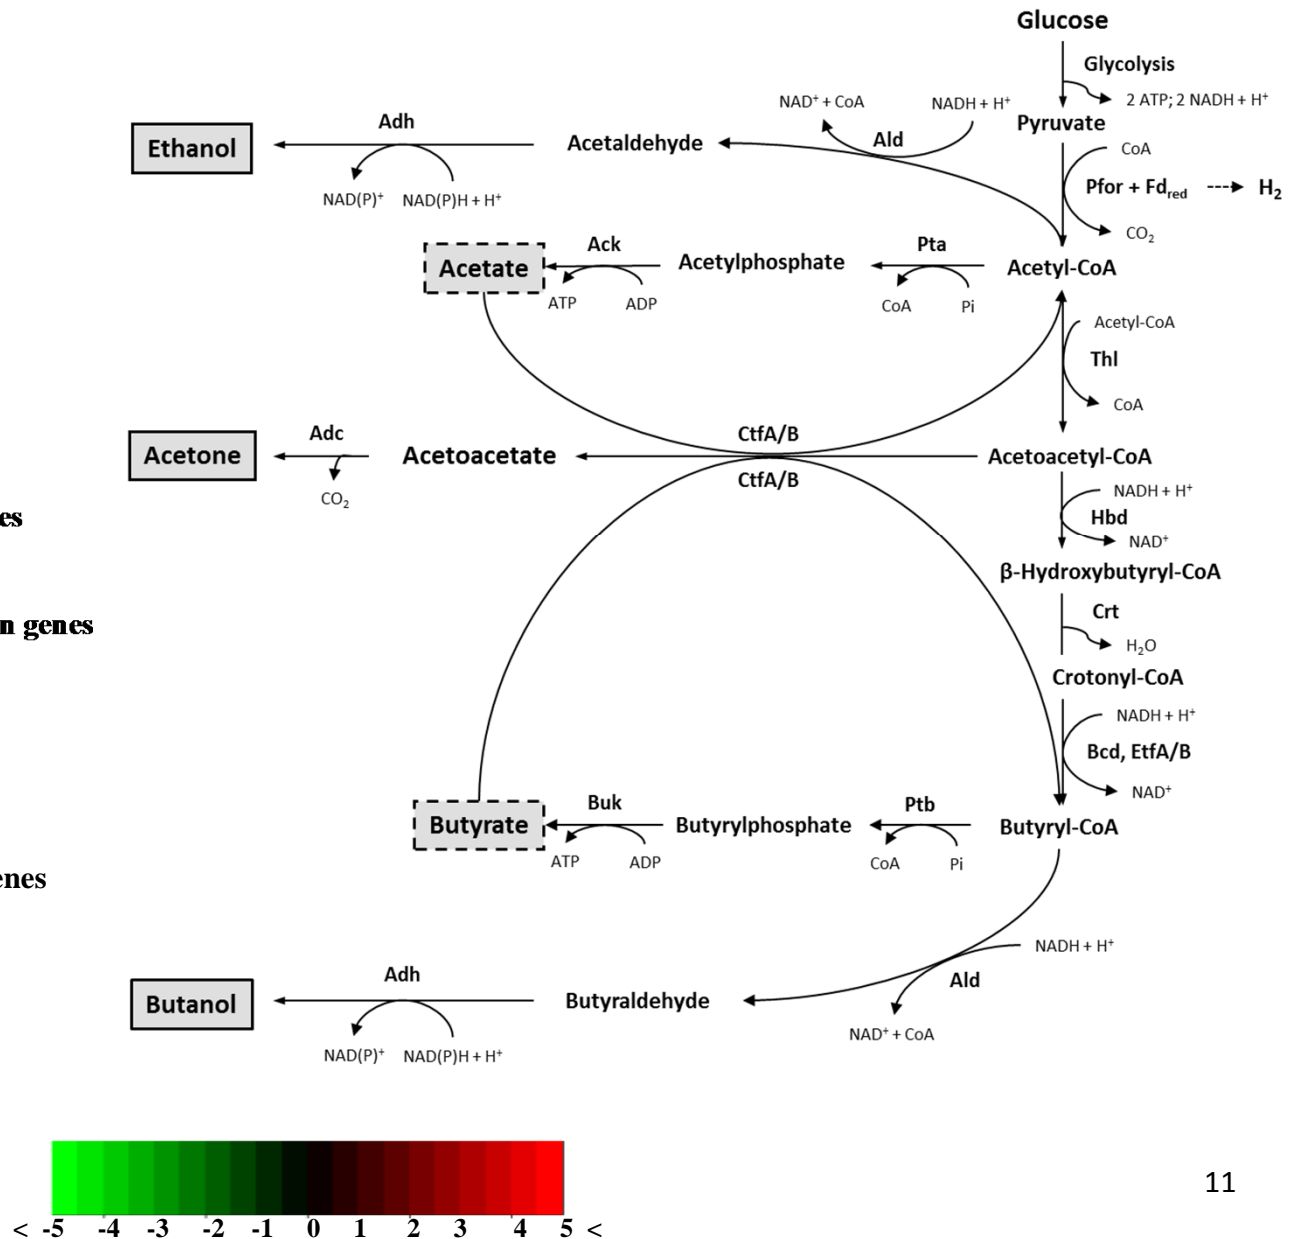 Glucose
Glycolysis
2 ATP; 2 NADH + H⁺
NAD⁺ + CoA
NADH + H⁺
Pyruvate
Adh
Ald
Ethanol
Acetaldehyde
CoA
NAD(P)⁺
NAD(P)H + H⁺
Pfor + Fd_red
H₂
CO₂
Ack
Pta
Acetate
Acetylphosphate
Acetyl-CoA
ATP
ADP
CoA
Pi
Acetyl-CoA
Thl
CoA
Adc
CtfA/B
Acetone
Acetoacetate
Acetoacetyl-CoA
CtfA/B
CO₂
NADH + H⁺
es
Hbd
NAD⁺
β-Hydroxybutyryl-CoA
n genes
Crt
H₂O
Crotonyl-CoA
NADH + H⁺
Bcd, EtfA/B
NAD⁺
Buk
Ptb
Butyrate
Butyrylphosphate
Butyryl-CoA
ATP
ADP
CoA
Pi
enes
NADH + H⁺
Adh
Ald
Butanol
Butyraldehyde
NAD⁺ + CoA
NAD(P)⁺
NAD(P)H + H⁺
11
< -5 -4 -3 -2 -1 0 1 2 3 4 5 <